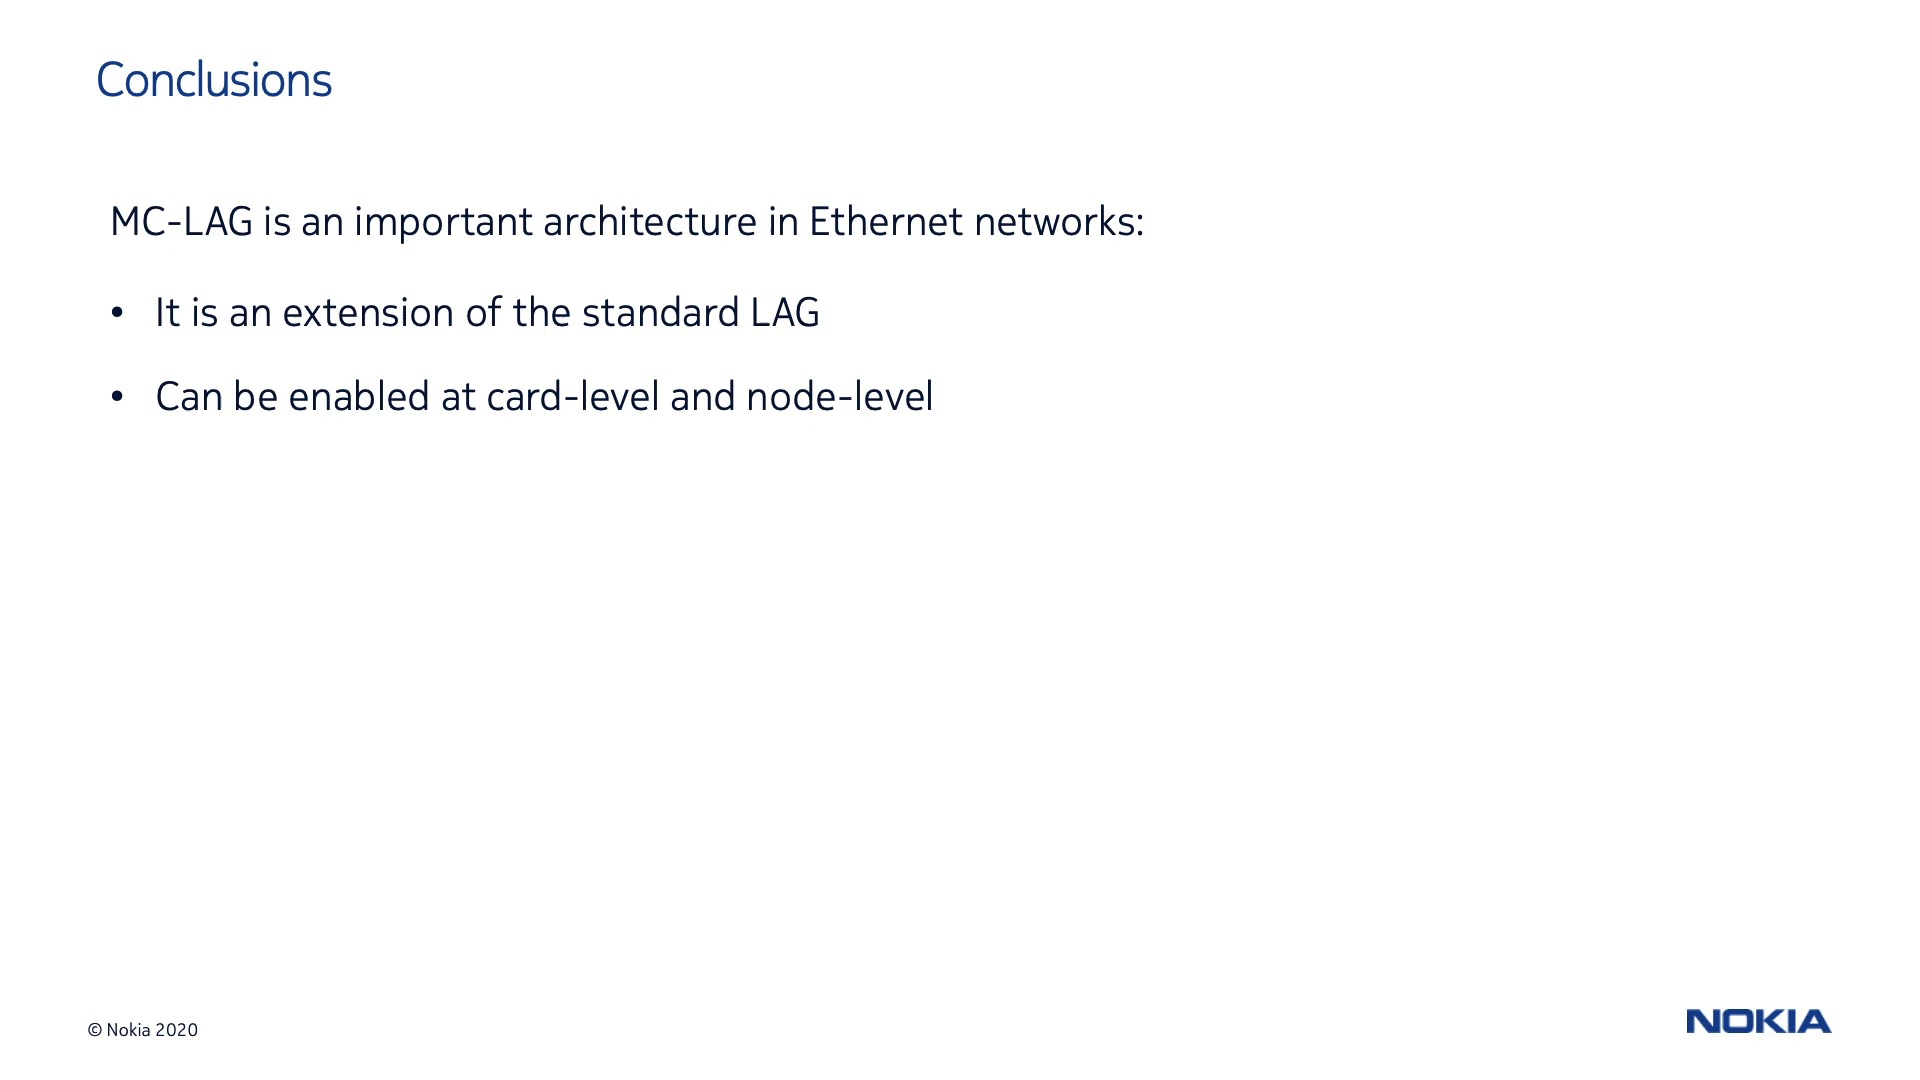 Conclusions
MC-LAG is an important architecture in Ethernet networks:
• It is an extension of the standard LAG
• Can be enabled at card-level and node-level
© Nokia 2020
NOKIA